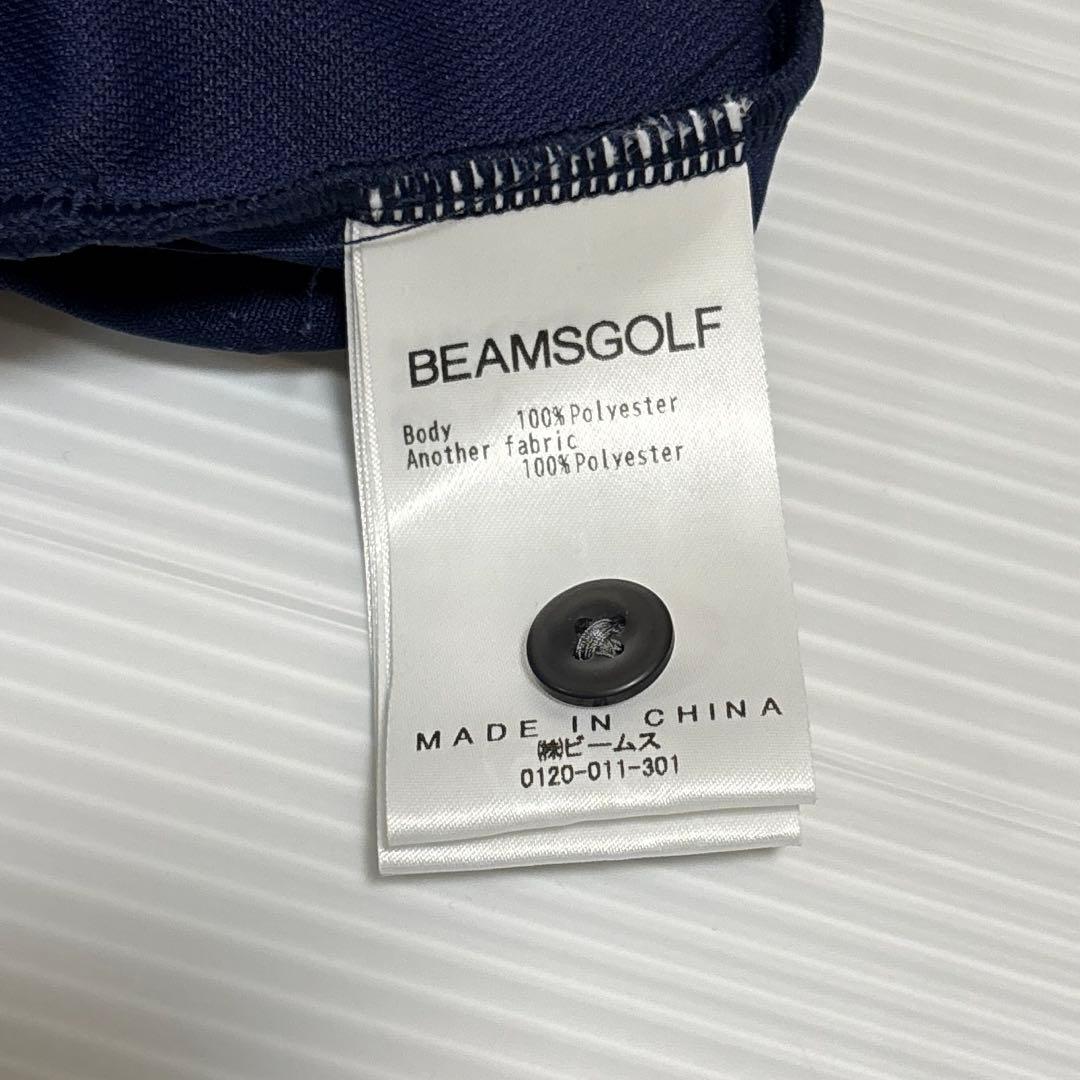 BEAMSGOLF
Body 100%Polyester
Another fabric
100%Polyester
MADE IN CHINA
㈱ビームス
0120-011-301